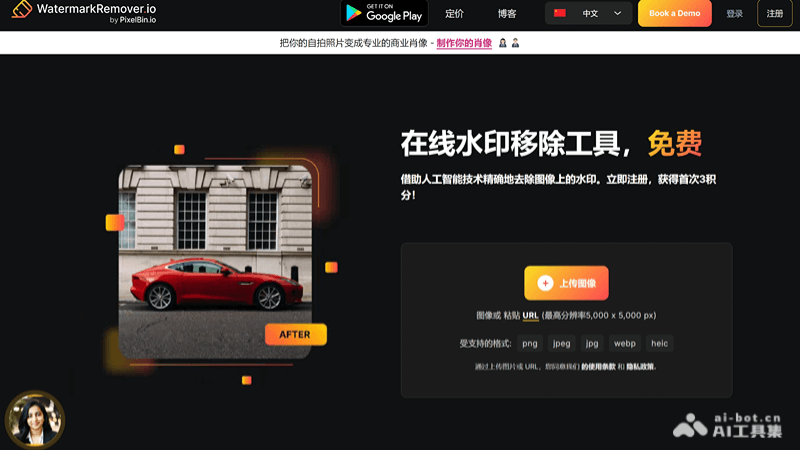 WatermarkRemover.io
by PixelBin.io
GET IT ON
Google Play
定价
博客
中文
Book a Demo
登录
注册
把你的自拍照片变成专业的商业肖像 - 制作你的肖像
在线水印移除工具，免费
借助人工智能技术精确地去除图像上的水印。立即注册，获得首次3积
分！
AFTER
上传图像
图像或 粘贴 URL (最高分辨率5,000 x 5,000 px)
受支持的格式: png jpeg jpg webp heic
通过上传图片或 URL，您同意我们 的使用条款 和 隐私政策.
ai-bot.cn
AI工具集